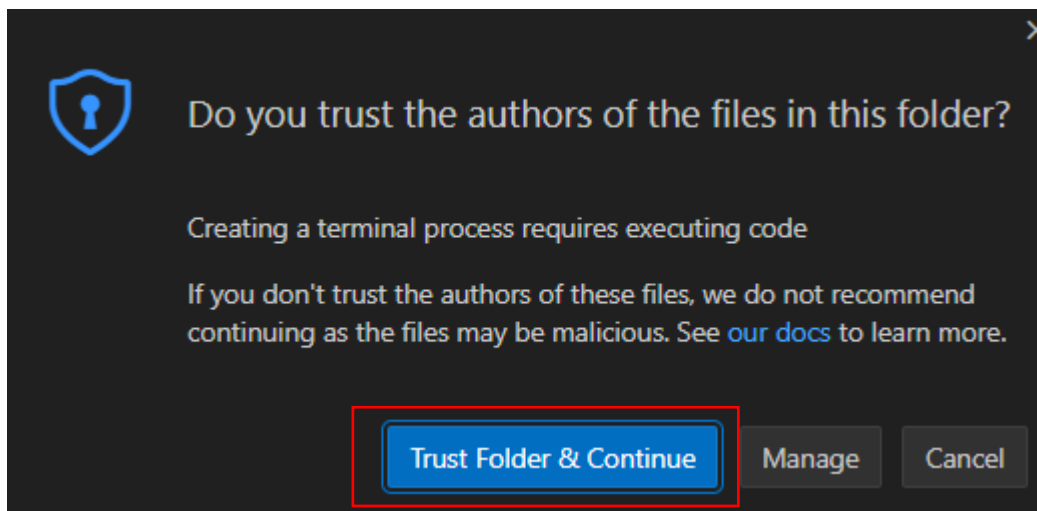 Do you trust the authors of the files in this folder?
Creating a terminal process requires executing code
If you don't trust the authors of these files, we do not recommend
continuing as the files may be malicious. See our docs to learn more.
Trust Folder & Continue
Manage
Cancel